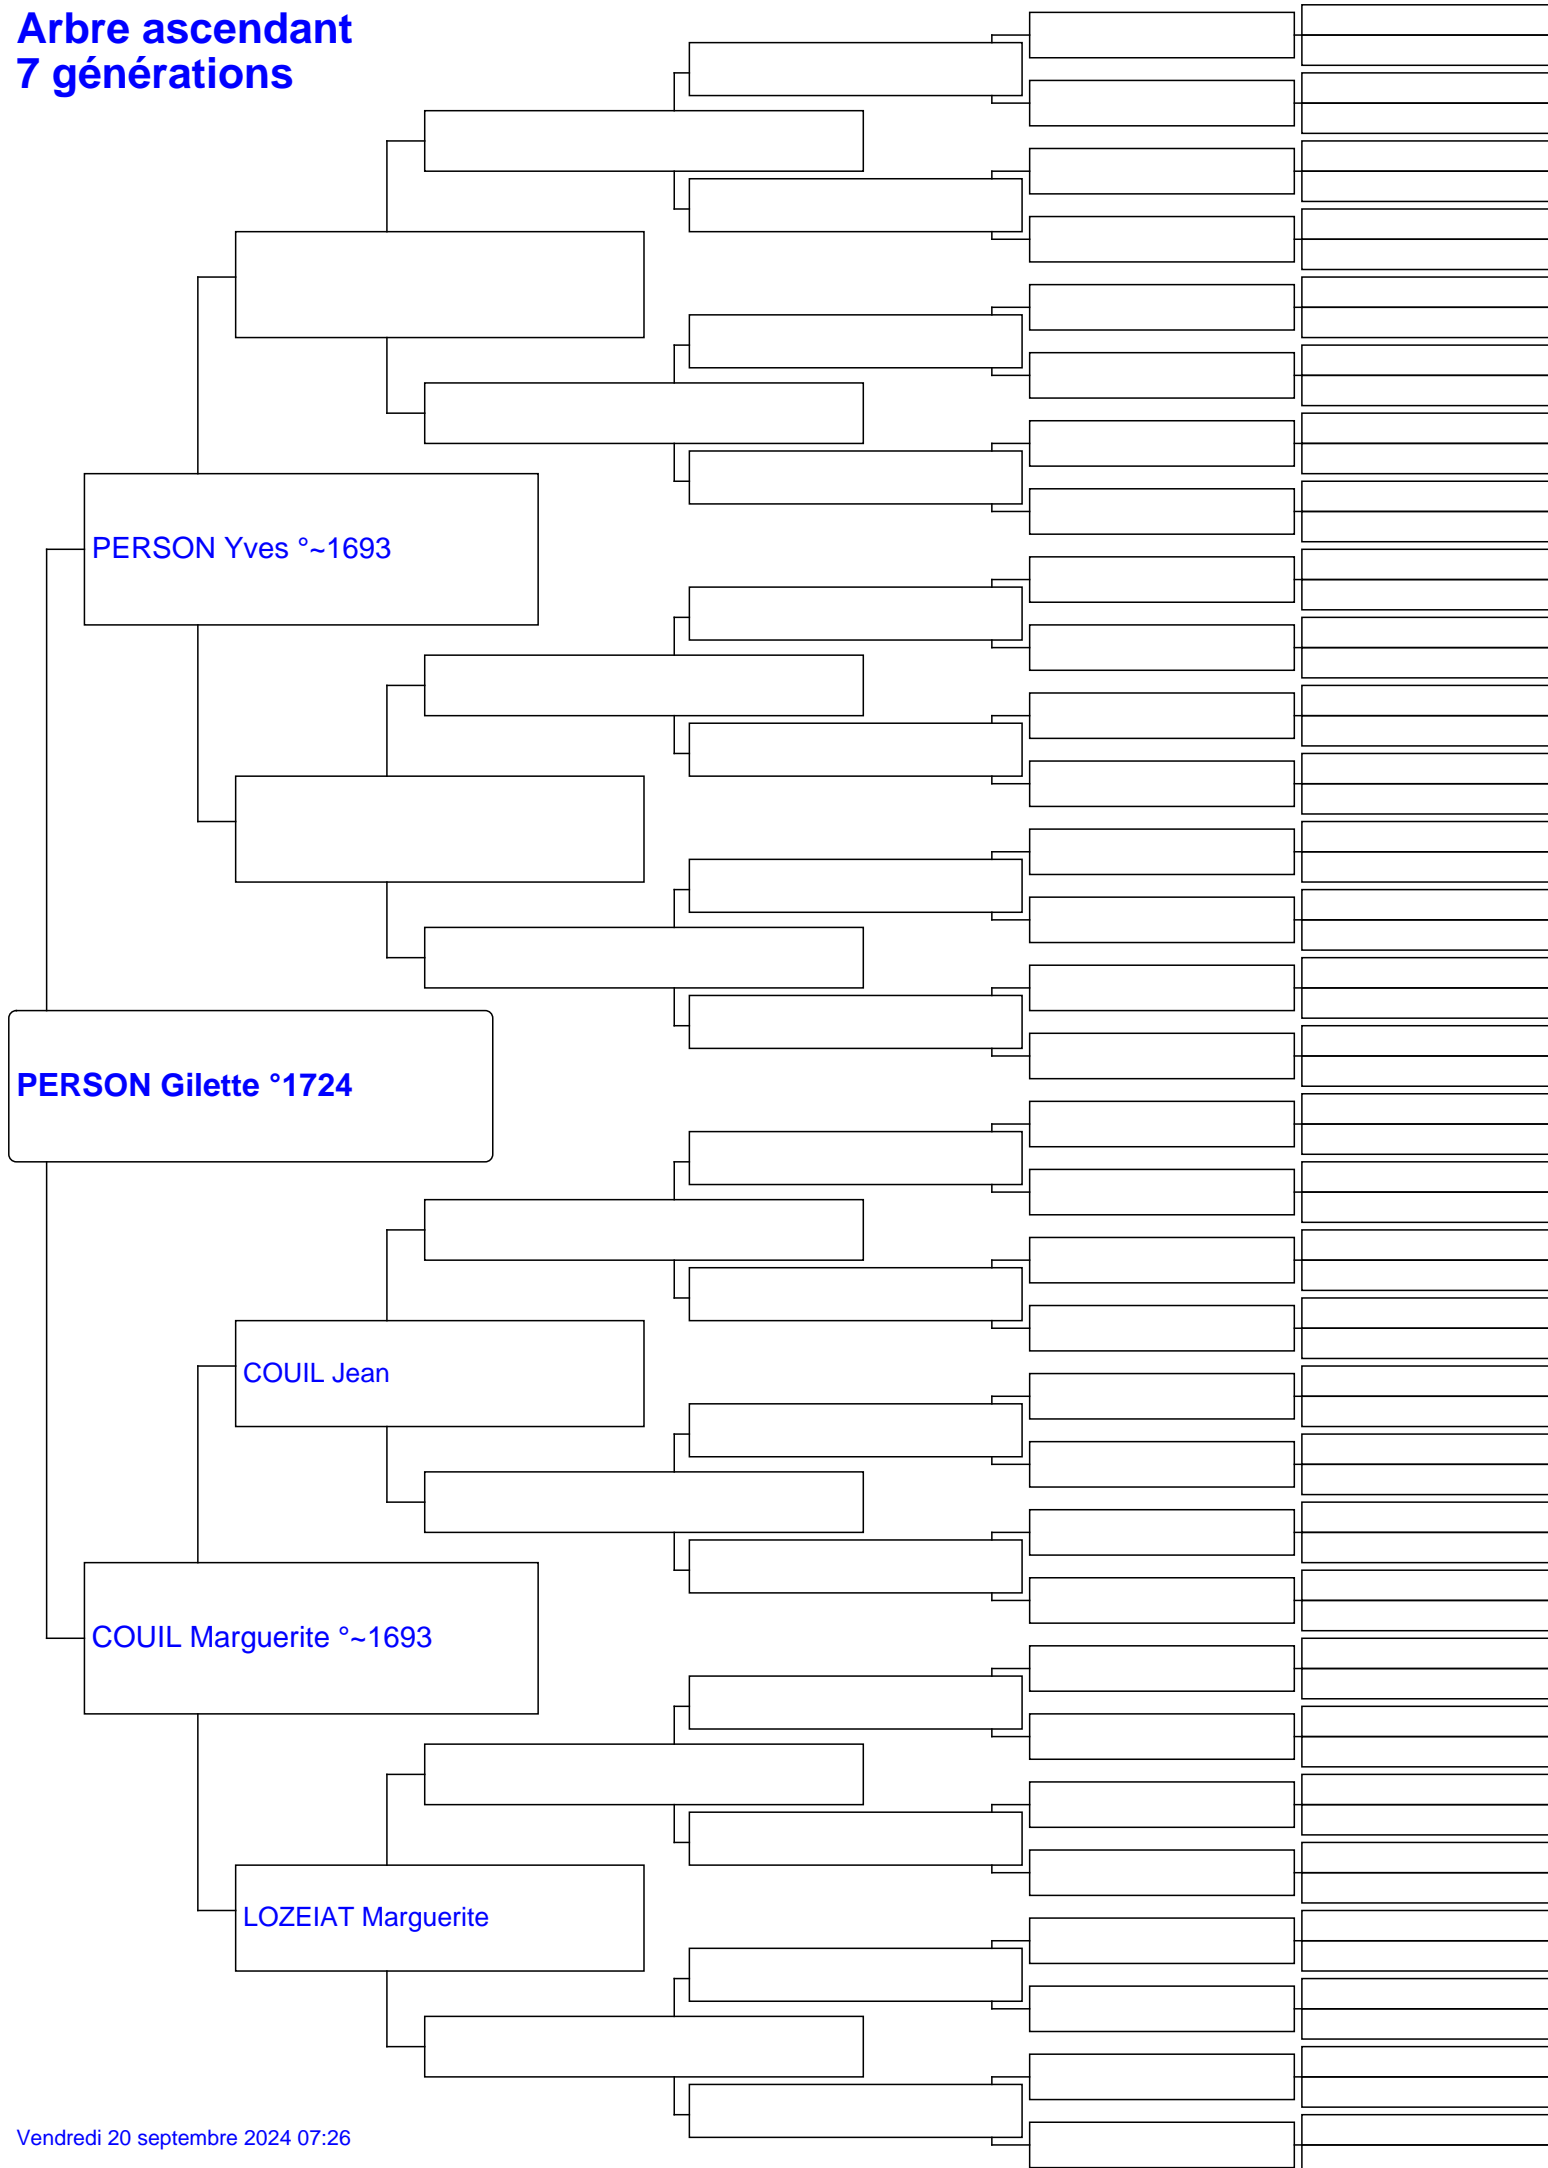 Arbre ascendant
7 générations
PERSON Yves °~1693
PERSON Gilette °1724
COUIL Jean
COUIL Marguerite °~1693
LOZEIAT Marguerite
Vendredi 20 septembre 2024 07:26